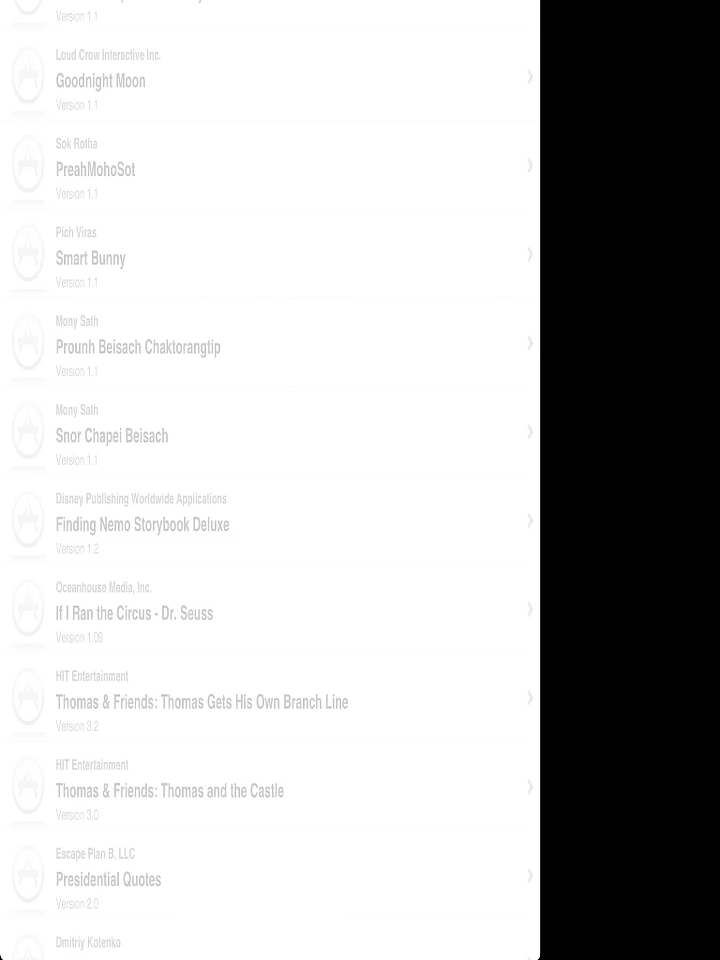 Version 1.1
Loud Crow Interactive Inc.
Goodnight Moon
Version 1.1
Sok Rotha
PreahMohoSot
Version 1.1
Pich Viras
Smart Bunny
Version 1.1
Mony Sath
Prounh Beisach Chaktorangtip
Version 1.1
Mony Sath
Snor Chapei Beisach
Version 1.1
Disney Publishing Worldwide Applications
Finding Nemo Storybook Deluxe
Version 1.2
Oceanhouse Media, Inc.
If I Ran the Circus - Dr. Seuss
Version 1.09
HIT Entertainment
Thomas & Friends: Thomas Gets His Own Branch Line
Version 3.2
HIT Entertainment
Thomas & Friends: Thomas and the Castle
Version 3.0
Escape Plan B, LLC
Presidential Quotes
Version 2.0
Dmitriy Kotenko